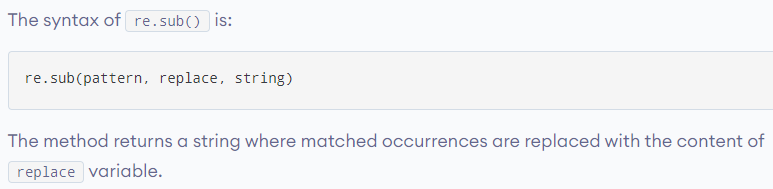 The syntax of re.sub() is:
re.sub(pattern, replace, string)
The method returns a string where matched occurrences are replaced with the content of
replace variable.